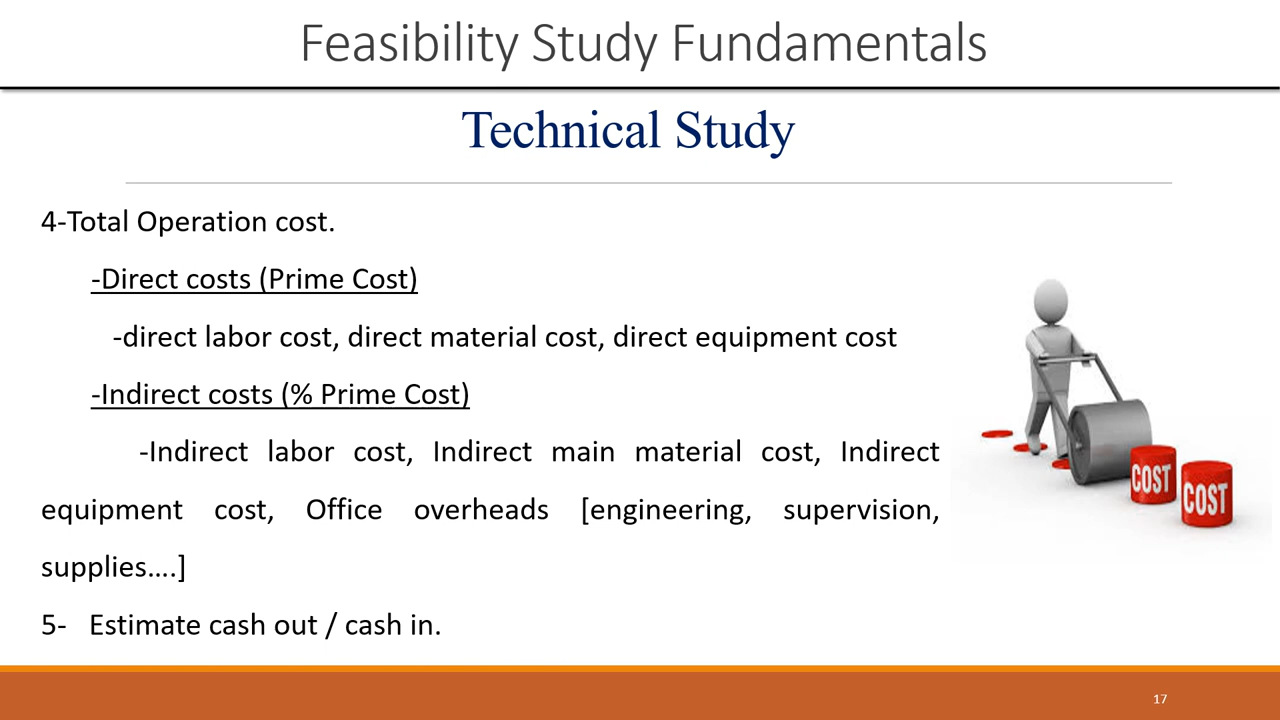 Feasibility Study Fundamentals
Technical Study
4-Total Operation cost.
-Direct costs (Prime Cost)
-direct labor cost, direct material cost, direct equipment cost
-Indirect costs (% Prime Cost)
-Indirect labor cost, Indirect main material cost, Indirect
equipment cost, Office overheads [engineering, supervision,
supplies….]
5- Estimate cash out / cash in.
COST
COST
17